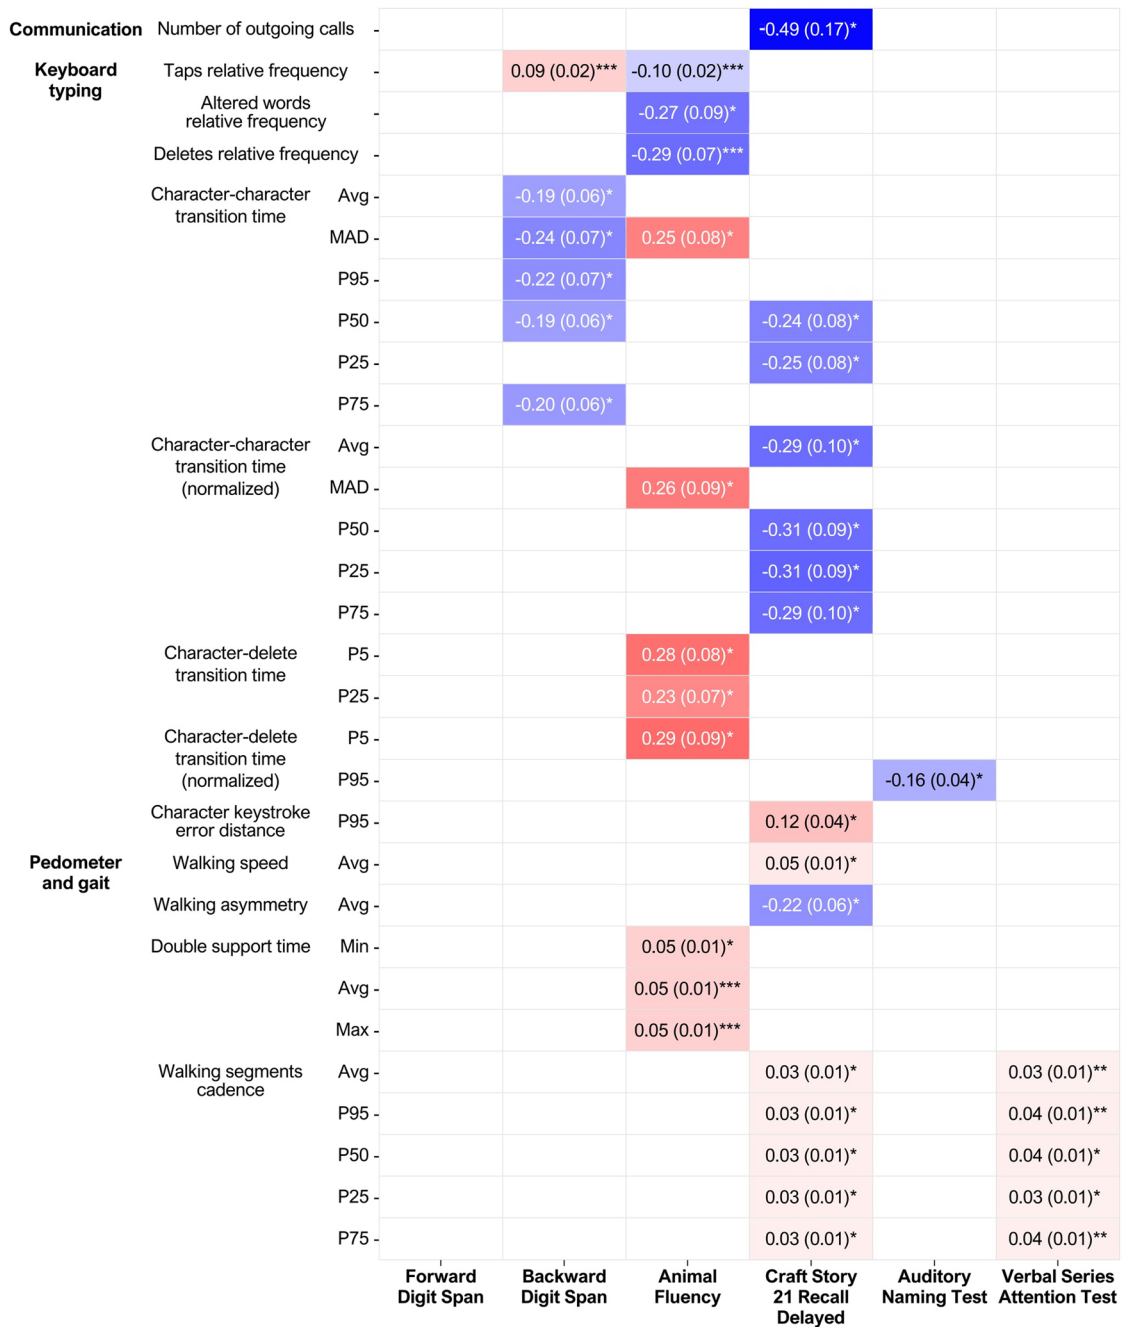 Communication Number of outgoing calls - -0.49 (0.17)*
Keyboard typing Taps relative frequency - 0.09 (0.02)*** -0.10 (0.02)***
Altered words relative frequency - -0.27 (0.09)*
Deletes relative frequency - -0.29 (0.07)***
Character-character transition time Avg - -0.19 (0.06)*
MAD - -0.24 (0.07)* 0.25 (0.08)*
P95 - -0.22 (0.07)*
P50 - -0.19 (0.06)* -0.24 (0.08)*
P25 - -0.25 (0.08)*
P75 - -0.20 (0.06)*
Character-character transition time (normalized) Avg - -0.29 (0.10)*
MAD - 0.26 (0.09)*
P50 - -0.31 (0.09)*
P25 - -0.31 (0.09)*
P75 - -0.29 (0.10)*
Character-delete transition time P5 - 0.28 (0.08)*
P25 - 0.23 (0.07)*
Character-delete transition time (normalized) P5 - 0.29 (0.09)*
P95 - -0.16 (0.04)*
Character keystroke error distance P95 - 0.12 (0.04)*
Pedometer and gait Walking speed Avg - 0.05 (0.01)*
Walking asymmetry Avg - -0.22 (0.06)*
Double support time Min - 0.05 (0.01)*
Avg - 0.05 (0.01)***
Max - 0.05 (0.01)***
Walking segments cadence Avg - 0.03 (0.01)* 0.03 (0.01)**
P95 - 0.03 (0.01)* 0.04 (0.01)**
P50 - 0.03 (0.01)* 0.04 (0.01)*
P25 - 0.03 (0.01)* 0.03 (0.01)*
P75 - 0.03 (0.01)* 0.04 (0.01)**
Forward Backward Animal Craft Story Auditory Verbal Series
Digit Span Digit Span Fluency 21 Recall Naming Test Attention Test
Delayed